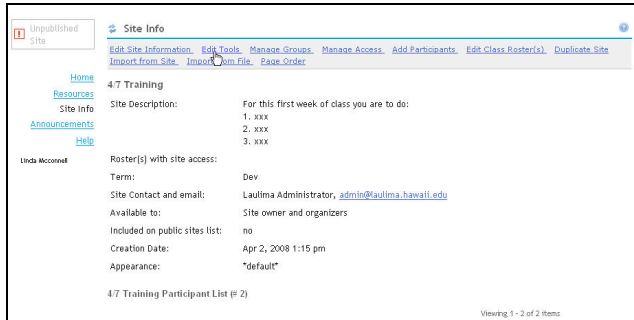 Unpublished
Site
Site Info
Edit Site Information Edit Tools Manage Groups Manage Access Add Participants Edit Class Roster(s) Duplicate Site
Import from Site Import from File Page Order
Home
Resources
Site Info
Announcements
Help
Linda Mcconnell
4/7 Training
Site Description: For this first week of class you are to do:
1. xxx
2. xxx
3. xxx
Roster(s) with site access:
Term: Dev
Site Contact and email: Laulima Administrator, admin@laulima.hawaii.edu
Available to: Site owner and organizers
Included on public sites list: no
Creation Date: Apr 2, 2008 1:15 pm
Appearance: *default*
4/7 Training Participant List (# 2)
Viewing 1 - 2 of 2 items